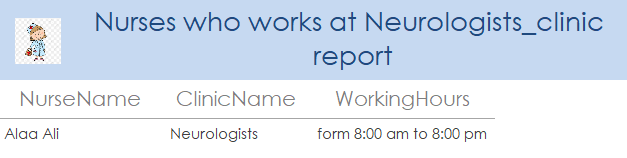 Nurses who works at Neurologists_clinic
report
NurseName ClinicName WorkingHours
Alaa Ali Neurologists form 8:00 am to 8:00 pm